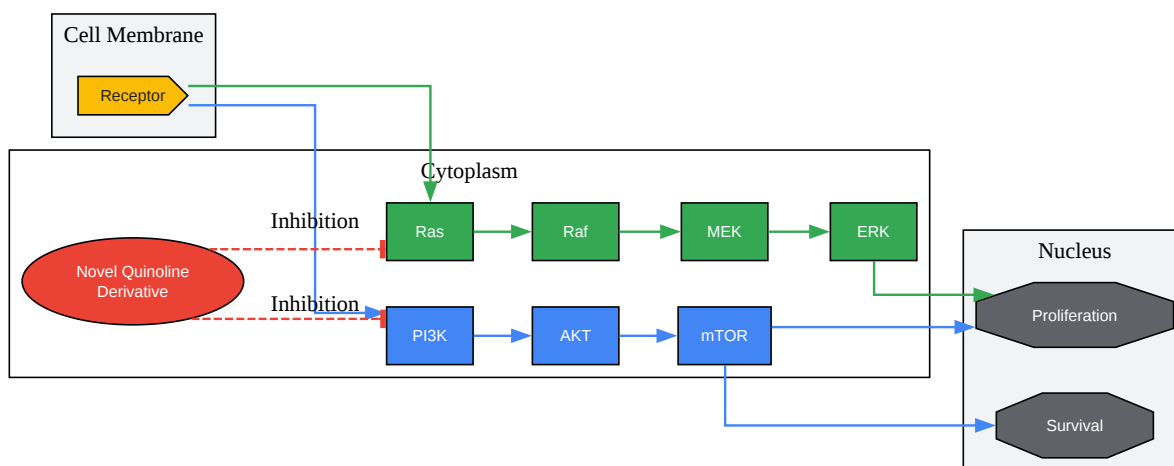 Cell Membrane
Receptor
Cytoplasm
Inhibition
Ras
Raf
MEK
ERK
Novel Quinoline
Derivative
Inhibition
PI3K
AKT
mTOR
Nucleus
Proliferation
Survival